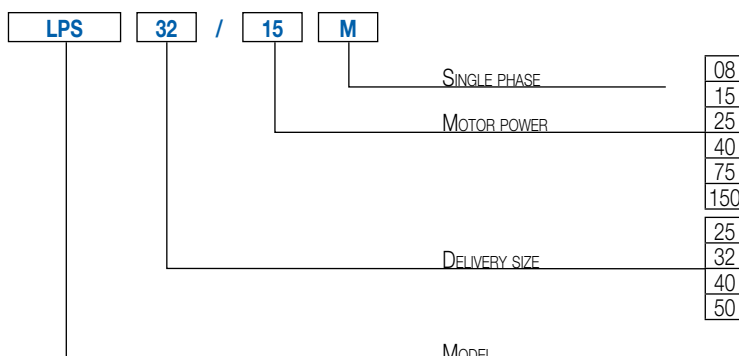 LPS 32 / 15 M
SINGLE PHASE
MOTOR POWER
08
15
25
40
75
150
DELIVERY SIZE
25
32
40
50
MODEL